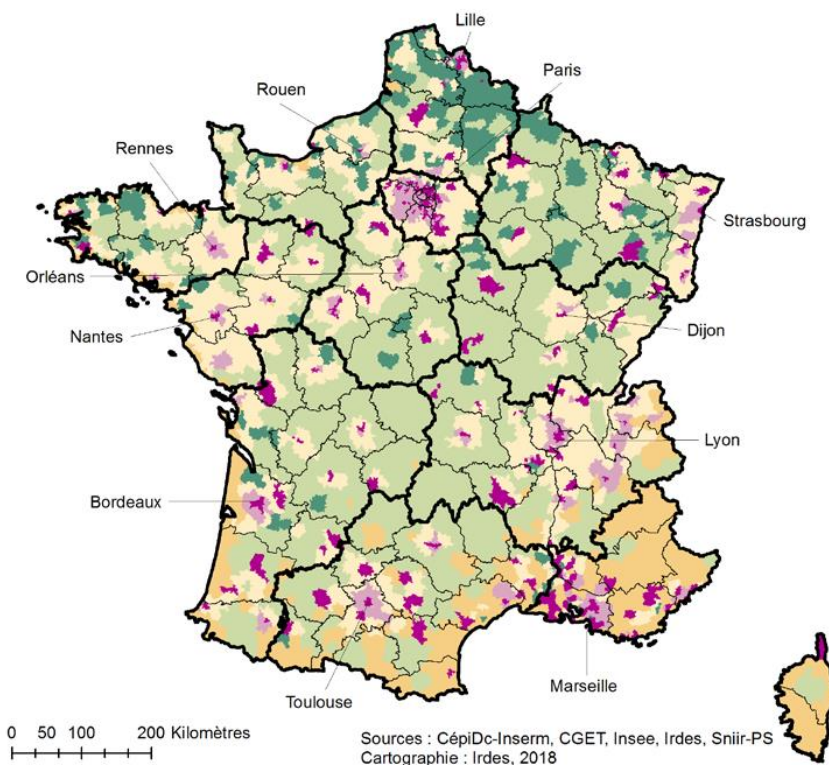 Lille
Paris
Rouen
Rennes
Strasbourg
Orléans
Nantes
Dijon
Lyon
Bordeaux
Marseille
Toulouse
0 50 100 200 Kilomètres
Sources : CépiDc-Inserm, CGET, Insee, Irdes, Sniir-PS
Cartographie : Irdes, 2018